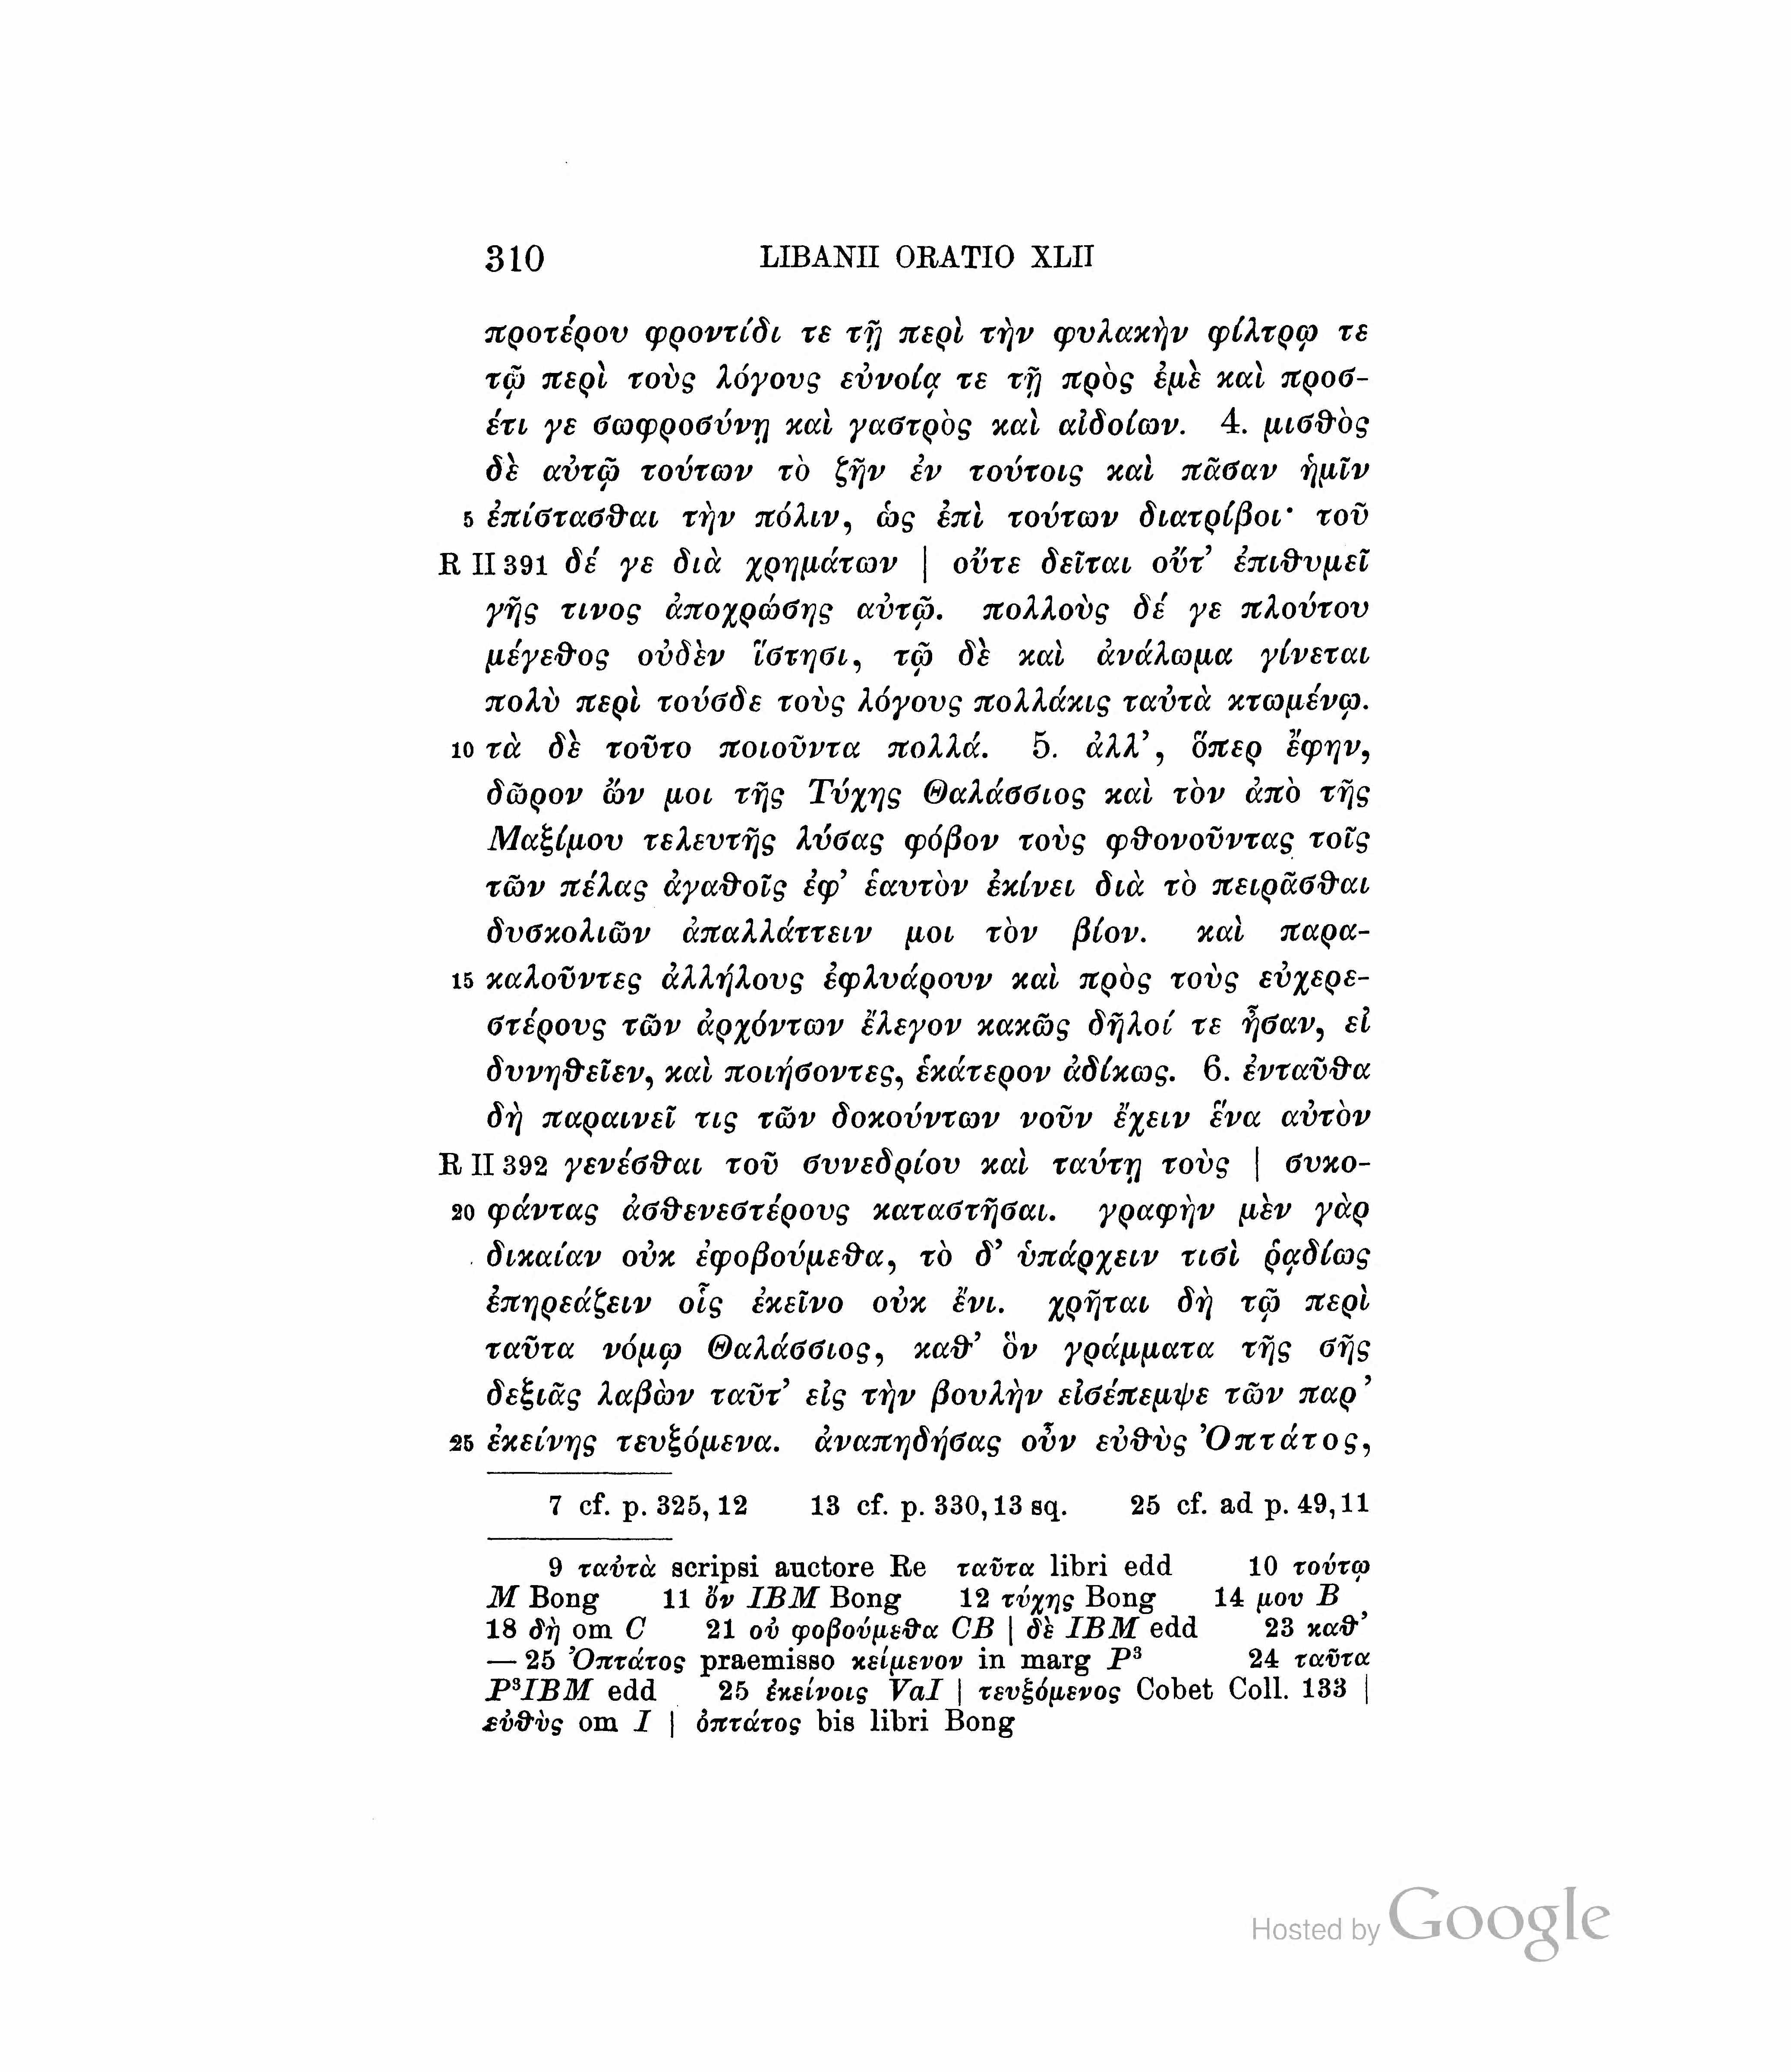 310 LIBANII ORATIO XLII
προτέρου φροντίδι τε τῇ περὶ τὴν φυλακὴν φίλτρῳ τε
τῷ περὶ τοὺς λόγους εὐνοίᾳ τε τῇ πρὸς ἐμὲ καὶ προσ-
έτι γε σωφροσύνῃ καὶ γαστρὸς καὶ αἰδοίων. 4. μισθὸς
δὲ αὐτῷ τούτων τὸ ζῆν ἐν τούτοις καὶ πᾶσαν ἡμῖν
5 ἐπίστασθαι τὴν πόλιν, ὡς ἐπὶ τούτων διατρίβοι· τοῦ
R II 391 δέ γε διὰ χρημάτων | οὔτε δεῖται οὔτ’ ἐπιθυμεῖ
γῆς τινος ἀποχρώσης αὐτῷ. πολλοὺς δέ γε πλούτου
μέγεθος οὐδὲν ἵστησι, τῷ δὲ καὶ ἀνάλωμα γίνεται
πολὺ περὶ τούσδε τοὺς λόγους πολλάκις ταὐτὰ κτωμένῳ.
10 τὰ δὲ τοῦτο ποιοῦντα πολλά. 5. ἀλλ’, ὅπερ ἔφην,
δῶρον ὤν μοι τῆς Τύχης Θαλάσσιος καὶ τὸν ἀπὸ τῆς
Μαξίμου τελευτῆς λύσας φόβον τοὺς φθονοῦντας τοῖς
τῶν πέλας ἀγαθοῖς ἐφ’ ἑαυτὸν ἐκίνει διὰ τὸ πειρᾶσθαι
δυσκολιῶν ἀπαλλάττειν μοι τὸν βίον. καὶ παρα-
15 καλοῦντες ἀλλήλους ἐφλυάρουν καὶ πρὸς τοὺς εὐχερε-
στέρους τῶν ἀρχόντων ἔλεγον κακῶς δῆλοί τε ἦσαν, εἰ
δυνηθεῖεν, καὶ ποιήσοντες, ἑκάτερον ἀδίκως. 6. ἐνταῦθα
δὴ παραινεῖ τις τῶν δοκούντων νοῦν ἔχειν ἕνα αὐτὸν
R II 392 γενέσθαι τοῦ συνεδρίου καὶ ταύτῃ τοὺς | συκο-
20 φάντας ἀσθενεστέρους καταστῆσαι. γραφὴν μὲν γὰρ
δικαίαν οὐκ ἐφοβούμεθα, τὸ δ’ ὑπάρχειν τισὶ ῥᾳδίως
ἐπηρεάζειν οἷς ἐκεῖνο οὐκ ἔνι. χρῆται δὴ τῷ περὶ
ταῦτα νόμῳ Θαλάσσιος, καθ’ ὃν γράμματα τῆς σῆς
δεξιᾶς λαβὼν ταῦτ’ εἰς τὴν βουλὴν εἰσέπεμψε τῶν παρ’
25 ἐκείνης τευξόμενα. ἀναπηδήσας οὖν εὐθὺς Ὀπτάτος,
7 cf. p. 325, 12 13 cf. p. 330, 13 sq. 25 cf. ad p. 49, 11
9 ταὐτὰ scripsi auctore Re ταῦτα libri edd 10 τούτῳ
M Bong 11 ὅν IBM Bong 12 τύχης Bong 14 μου B
18 δὴ om C 21 οὐ φοβούμεθα CB | δὲ IBM edd 23 καθ’
— 25 Ὀπτάτος praemisso κείμενον in marg P³ 24 ταῦτα
P³IBM edd 25 ἐκείνοις VaI | τευξόμενος Cobet Coll. 133 |
εὐθὺς om I | ὀπτάτος bis libri Bong
Hosted by Google